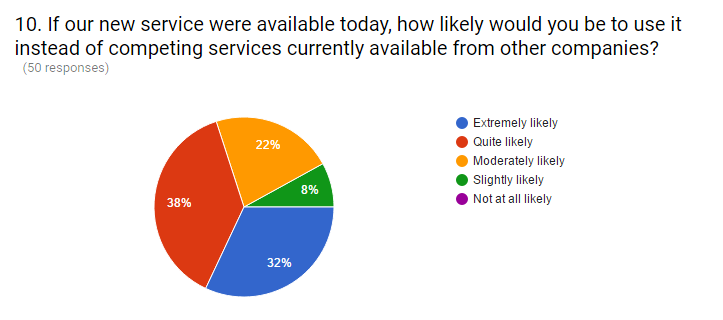 10. If our new service were available today, how likely would you be to use it
instead of competing services currently available from other companies?
(50 responses)
22%
8%
38%
32%
Extremely likely
Quite likely
Moderately likely
Slightly likely
Not at all likely